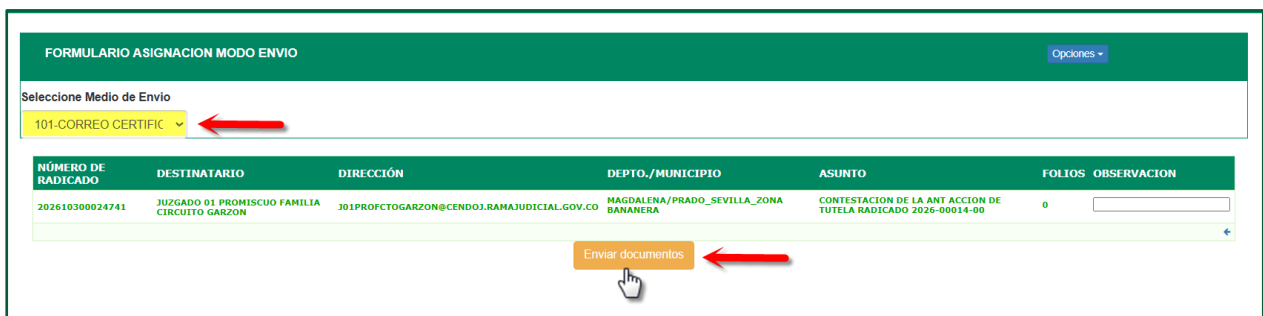 FORMULARIO ASIGNACION MODO ENVIO
Opciones
Seleccione Medio de Envio
101-CORREO CERTIFIC
NÚMERO DE RADICADO DESTINATARIO DIRECCIÓN DEPTO./MUNICIPIO ASUNTO FOLIOS OBSERVACION
202610300024741 JUZGADO 01 PROMISCUO FAMILIA CIRCUITO GARZON J01PROFCTOGARZON@CENDOJ.RAMAJUDICIAL.GOV.CO MAGDALENA/PRADO_SEVILLA_ZONA BANANERA CONTESTACION DE LA ANT ACCION DE TUTELA RADICADO 2026-00014-00 0
Enviar documentos